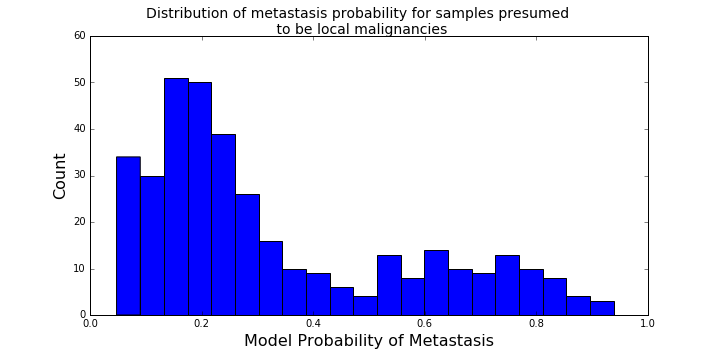 Distribution of metastasis probability for samples presumed
to be local malignancies
60
50
40
30
20
10
0
Count
0.0 0.2 0.4 0.6 0.8 1.0
Model Probability of Metastasis